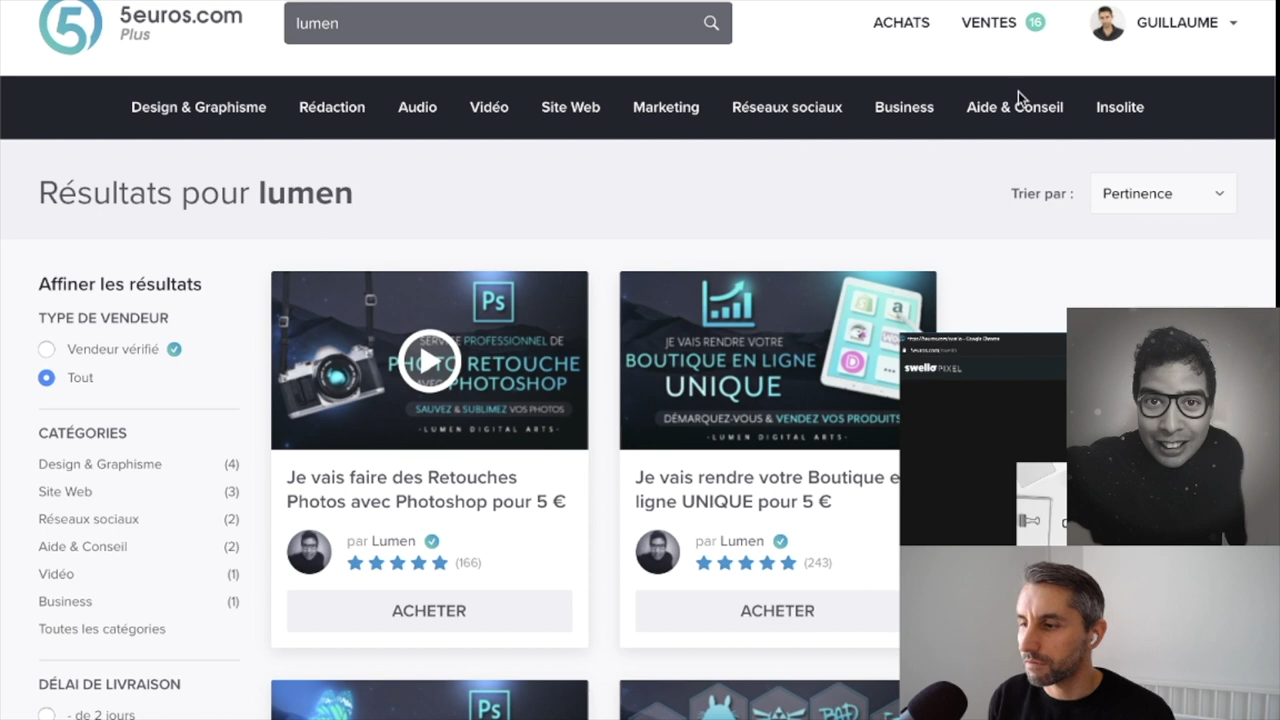 5euros.com
Plus
lumen
ACHATS
VENTES 16
GUILLAUME
Design & Graphisme Rédaction Audio Vidéo Site Web Marketing Réseaux sociaux Business Aide & Conseil Insolite
Résultats pour lumen
Trier par :
Pertinence
Affiner les résultats
TYPE DE VENDEUR
Vendeur vérifié
Tout
CATÉGORIES
Design & Graphisme (4)
Site Web (3)
Réseaux sociaux (2)
Aide & Conseil (2)
Vidéo (1)
Business (1)
Toutes les catégories
DÉLAI DE LIVRAISON
- de 2 jours
Ps
SERVICE PROFESSIONNEL DE
PHOTO RETOUCHE
AVEC PHOTOSHOP
SAUVEZ & SUBLIMEZ VOS PHOTOS
- LUMEN DIGITAL ARTS -
Je vais faire des Retouches
Photos avec Photoshop pour 5 €
par Lumen
(166)
ACHETER
JE VAIS RENDRE VOTRE
BOUTIQUE EN LIGNE
UNIQUE
DÉMARQUEZ-VOUS & VENDEZ VOS PRODUITS
- LUMEN DIGITAL ARTS -
Je vais rendre votre Boutique e
ligne UNIQUE pour 5 €
par Lumen
(243)
ACHETER
Ps
BAD
swello PIXEL